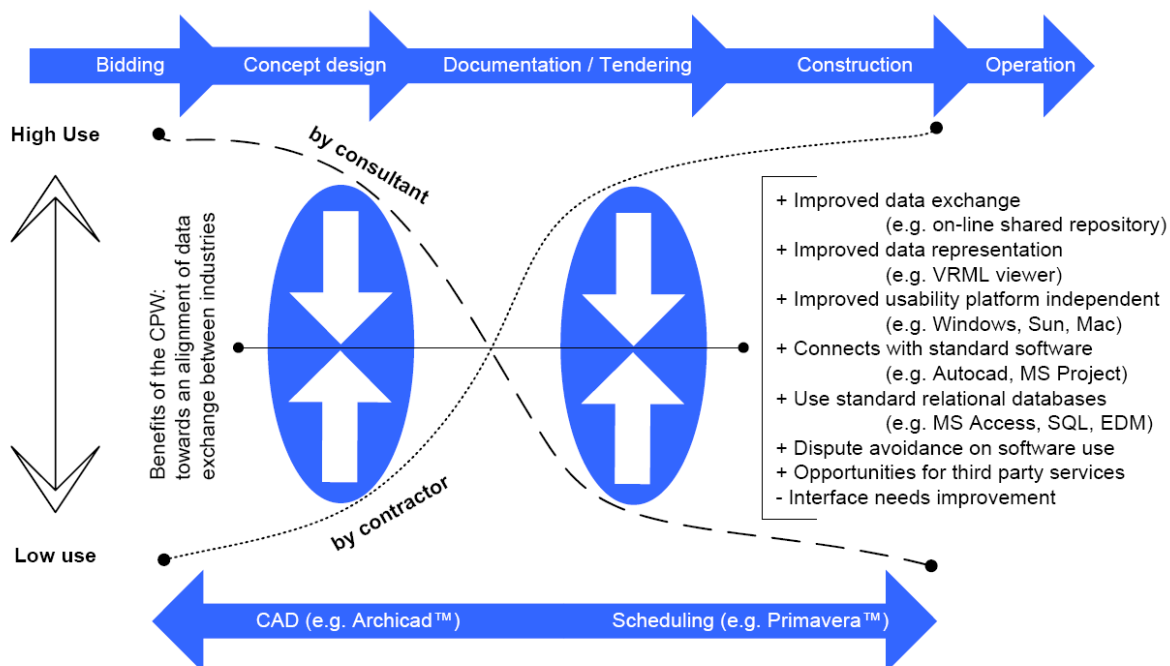 Bidding
Concept design
Documentation / Tendering
Construction
Operation
High Use
by consultant
Benefits of the CPW:
towards an alignment of data
exchange between industries
+ Improved data exchange
(e.g. on-line shared repository)
+ Improved data representation
(e.g. VRML viewer)
+ Improved usability platform independent
(e.g. Windows, Sun, Mac)
+ Connects with standard software
(e.g. Autocad, MS Project)
+ Use standard relational databases
(e.g. MS Access, SQL, EDM)
+ Dispute avoidance on software use
+ Opportunities for third party services
- Interface needs improvement
by contractor
Low use
CAD (e.g. Archicad™)
Scheduling (e.g. Primavera™)